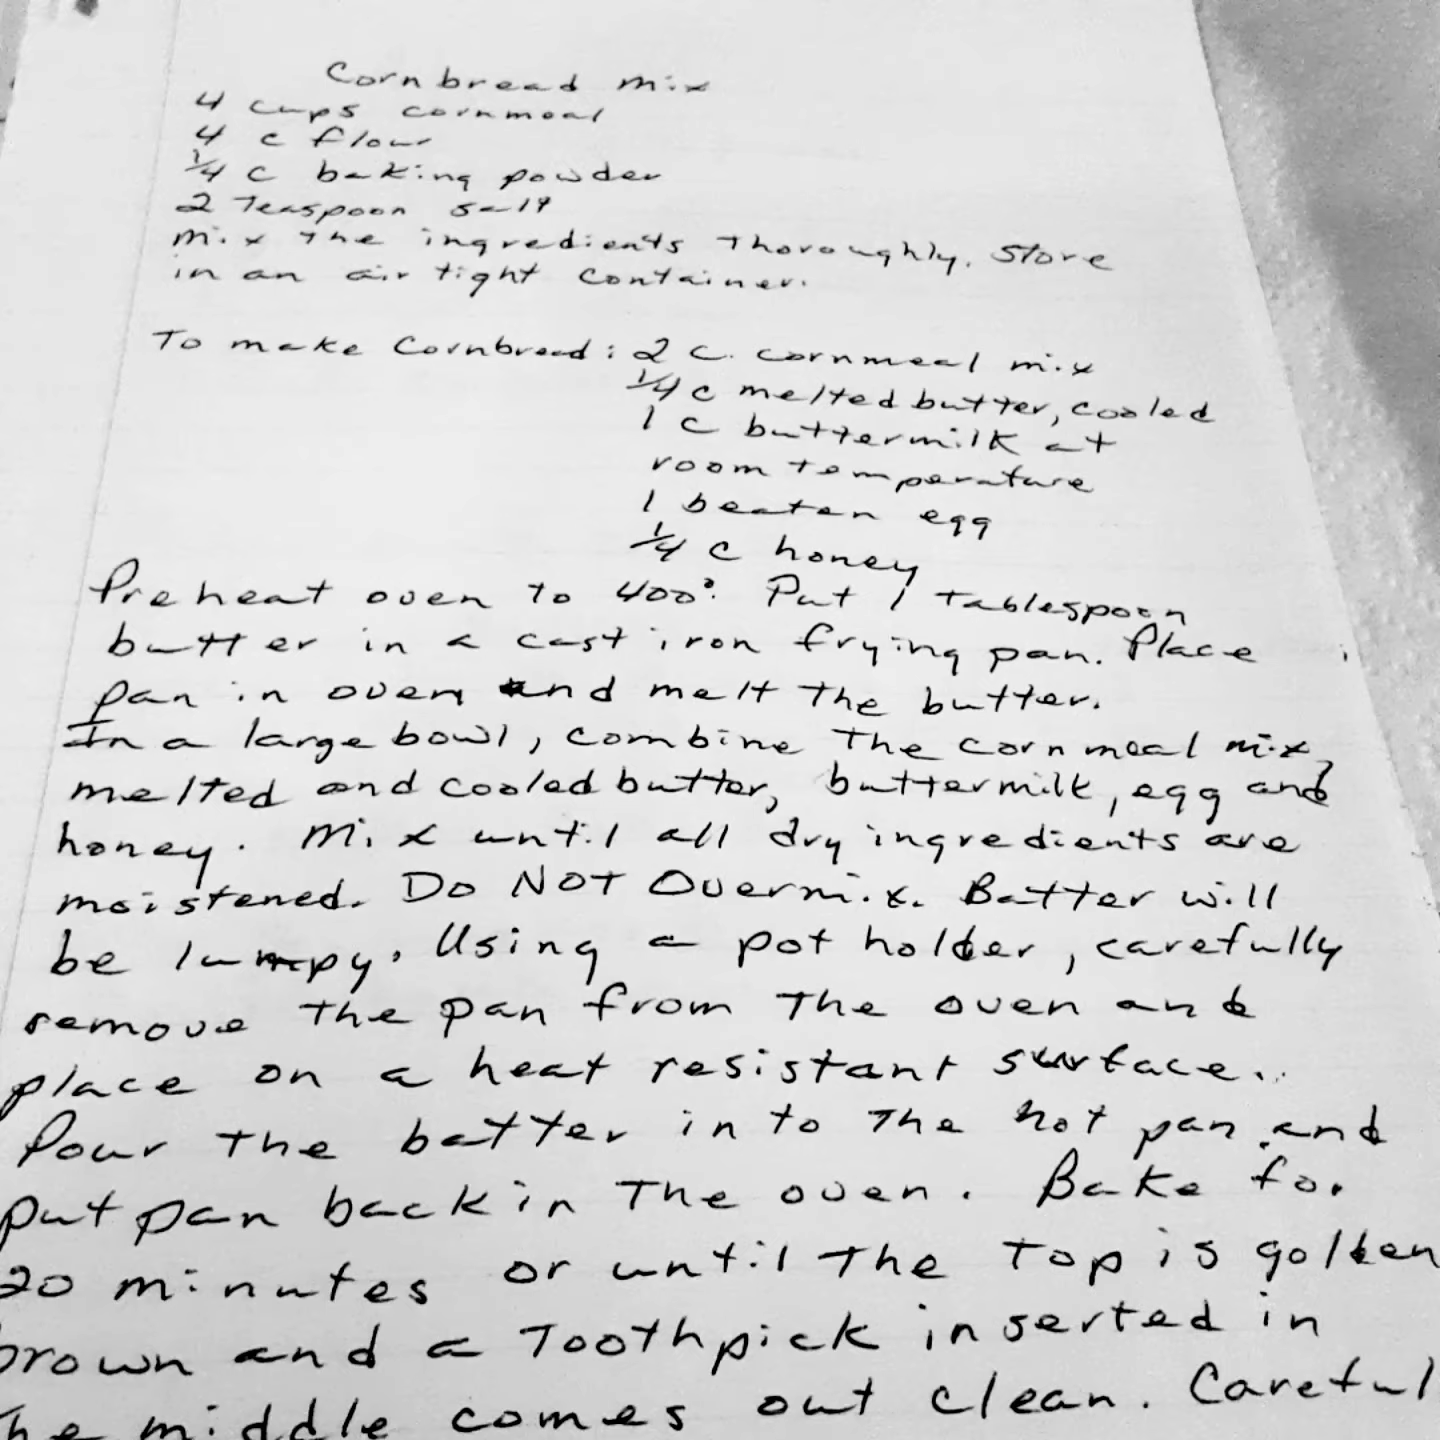 Cornbread Mix
4 cups cornmeal
4 c flour
1/4 c baking powder
2 Teaspoon salt
Mix the ingredients Thoroughly. Store
in an air tight container.
To make Cornbread: 2 c. cornmeal mix
1/4 c melted butter, cooled
1 c buttermilk at
room temperature
1 beaten egg
1/4 c honey
Preheat oven to 400°. Put 1 Tablespoon
butter in a cast iron frying pan. Place
pan in oven and melt the butter.
In a large bowl, combine the cornmeal mix,
melted and cooled butter, buttermilk, egg and
honey. Mix until all dry ingredients are
moistened. Do NOT Overmix. Batter will
be lumpy. Using a pot holder, carefully
remove the pan from the oven and
place on a heat resistant surface.
Pour the batter into the hot pan and
put pan back in the oven. Bake for
20 minutes or until the top is golden
brown and a Toothpick inserted in
the middle comes out clean. Careful